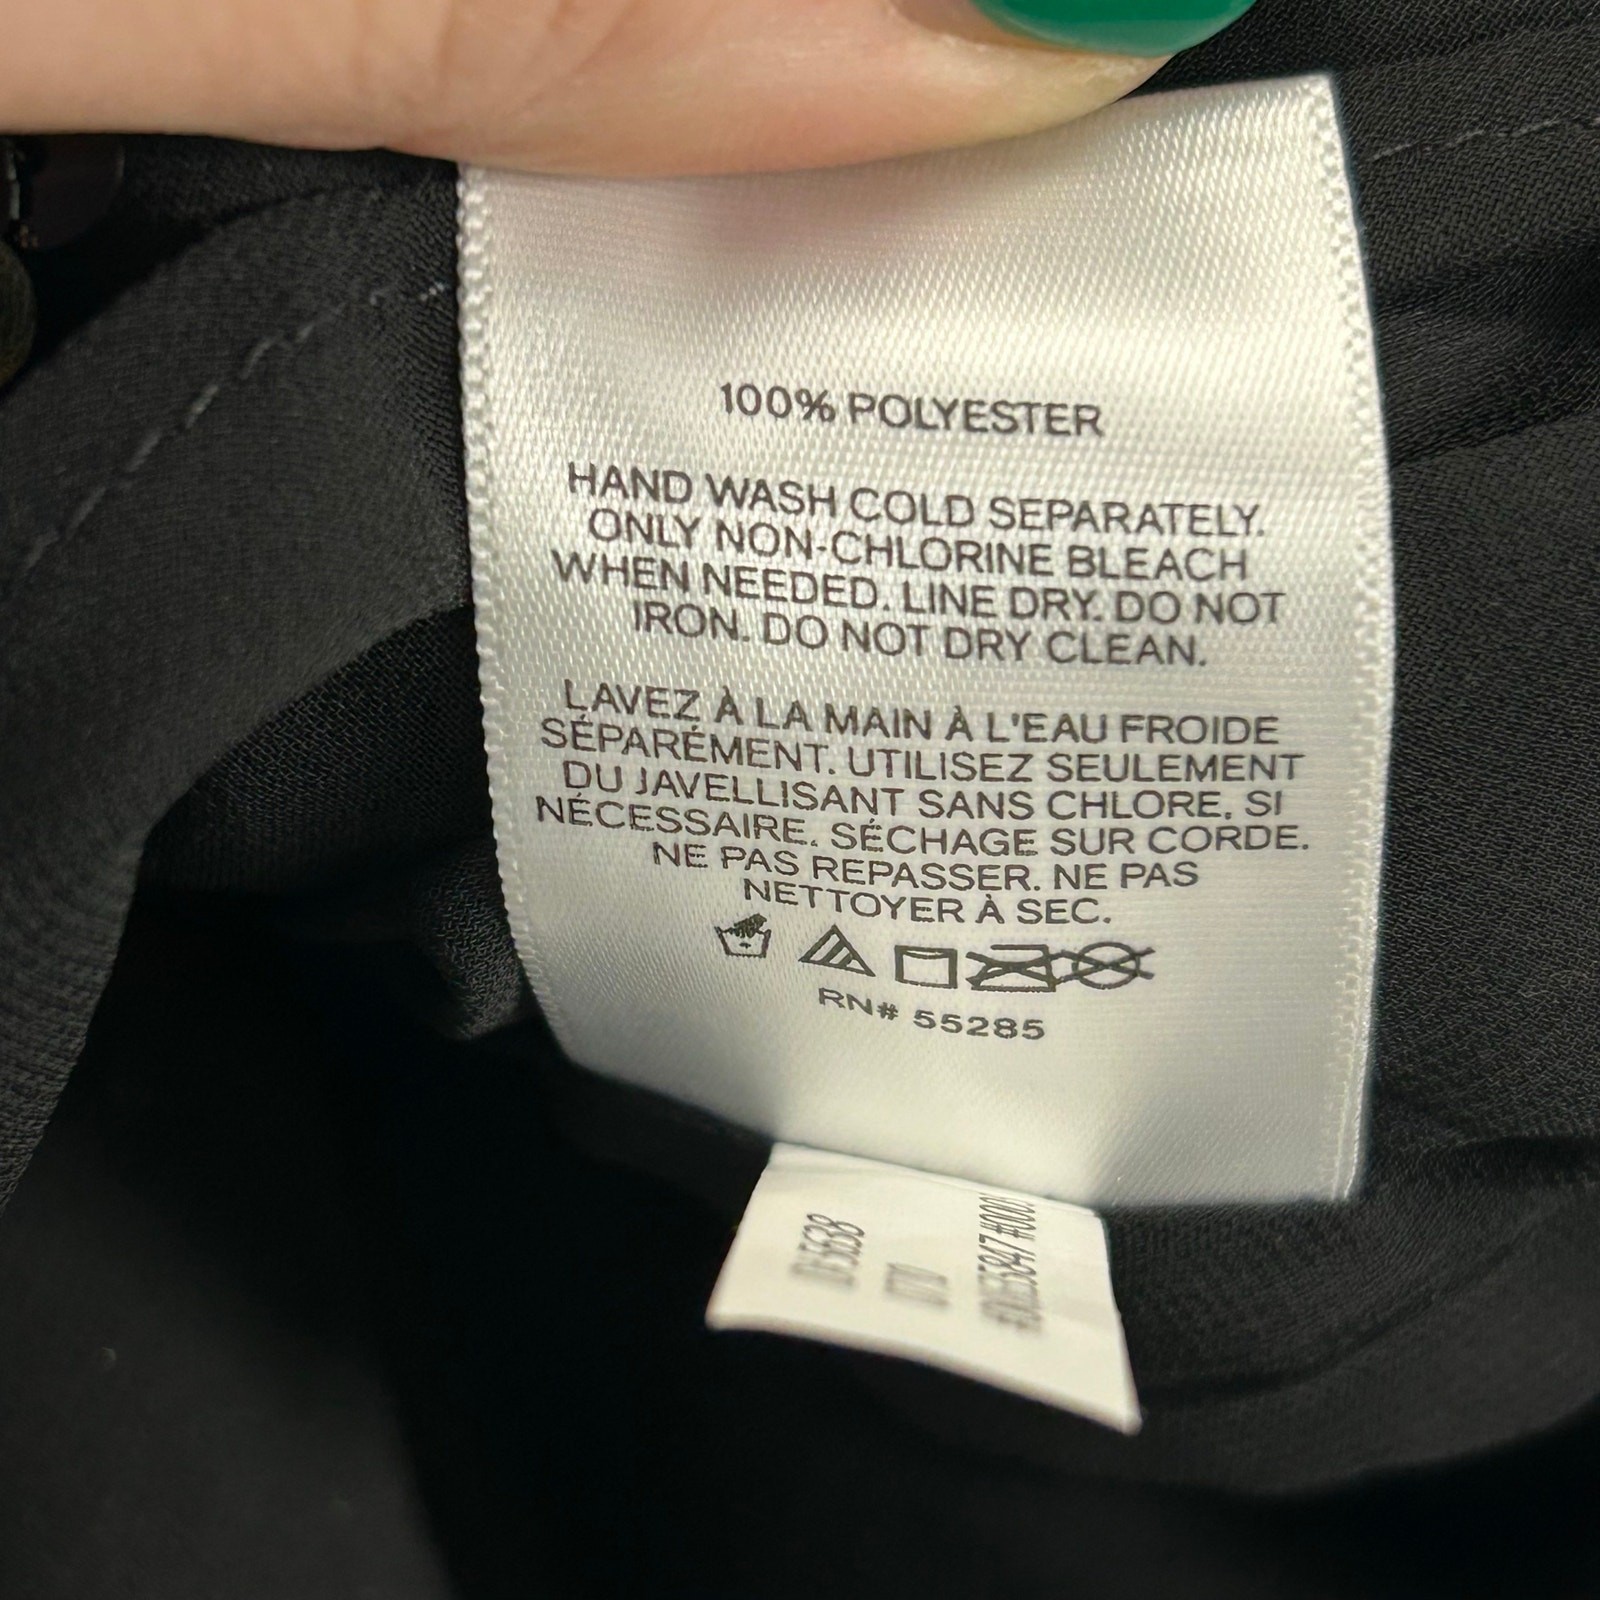 100% POLYESTER
HAND WASH COLD SEPARATELY.
ONLY NON-CHLORINE BLEACH
WHEN NEEDED. LINE DRY. DO NOT
IRON. DO NOT DRY CLEAN.
LAVEZ À LA MAIN À L'EAU FROIDE
SÉPARÉMENT. UTILISEZ SEULEMENT
DU JAVELLISANT SANS CHLORE, SI
NÉCESSAIRE. SÉCHAGE SUR CORDE.
NE PAS REPASSER. NE PAS
NETTOYER À SEC.
RN# 55285